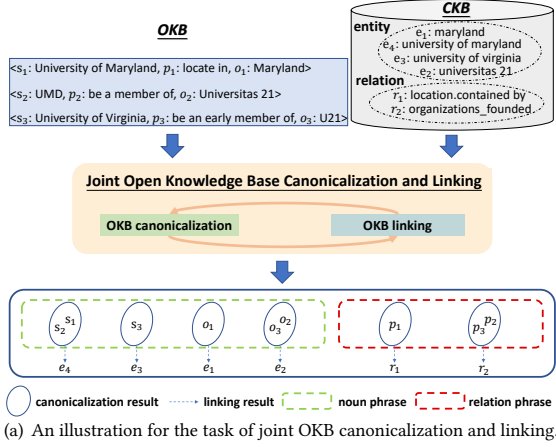 OKB
<s₁: University of Maryland, p₁: locate in, o₁: Maryland>
<s₂: UMD, p₂: be a member of, o₂: Universitas 21>
<s₃: University of Virginia, p₃: be an early member of, o₃: U21>
CKB
entity
e₁: maryland
e₄: university of maryland
e₃: university of virginia
e₂: universitas 21
relation
r₁: location.contained by
r₂: organizations_founded
Joint Open Knowledge Base Canonicalization and Linking
OKB canonicalization
OKB linking
s₂ s₁
s₃
o₁
o₃ o₂
p₁
p₃ p₂
e₄
e₃
e₁
e₂
r₁
r₂
canonicalization result
linking result
noun phrase
relation phrase
(a) An illustration for the task of joint OKB canonicalization and linking